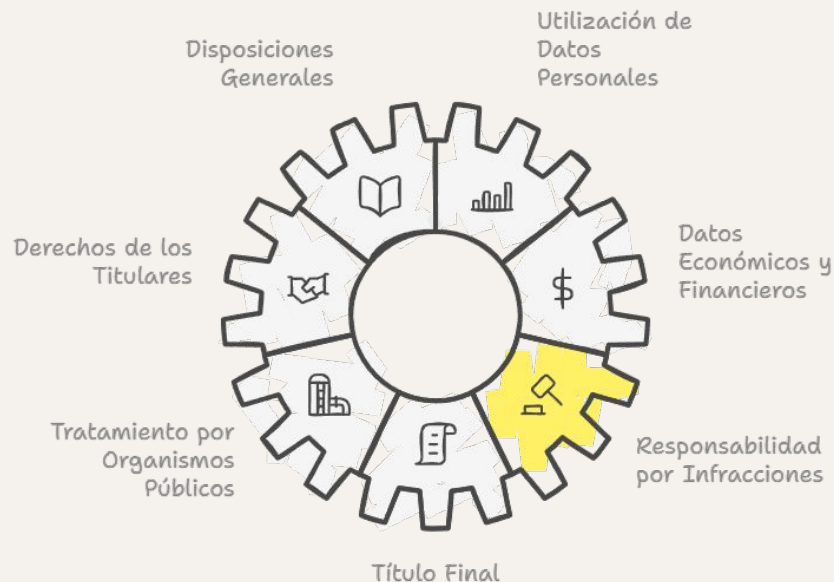 Utilización de
Datos
Personales
Disposiciones
Generales
Derechos de los
Titulares
Datos
Económicos y
Financieros
$
Tratamiento por
Organismos
Públicos
Responsabilidad
por Infracciones
Título Final